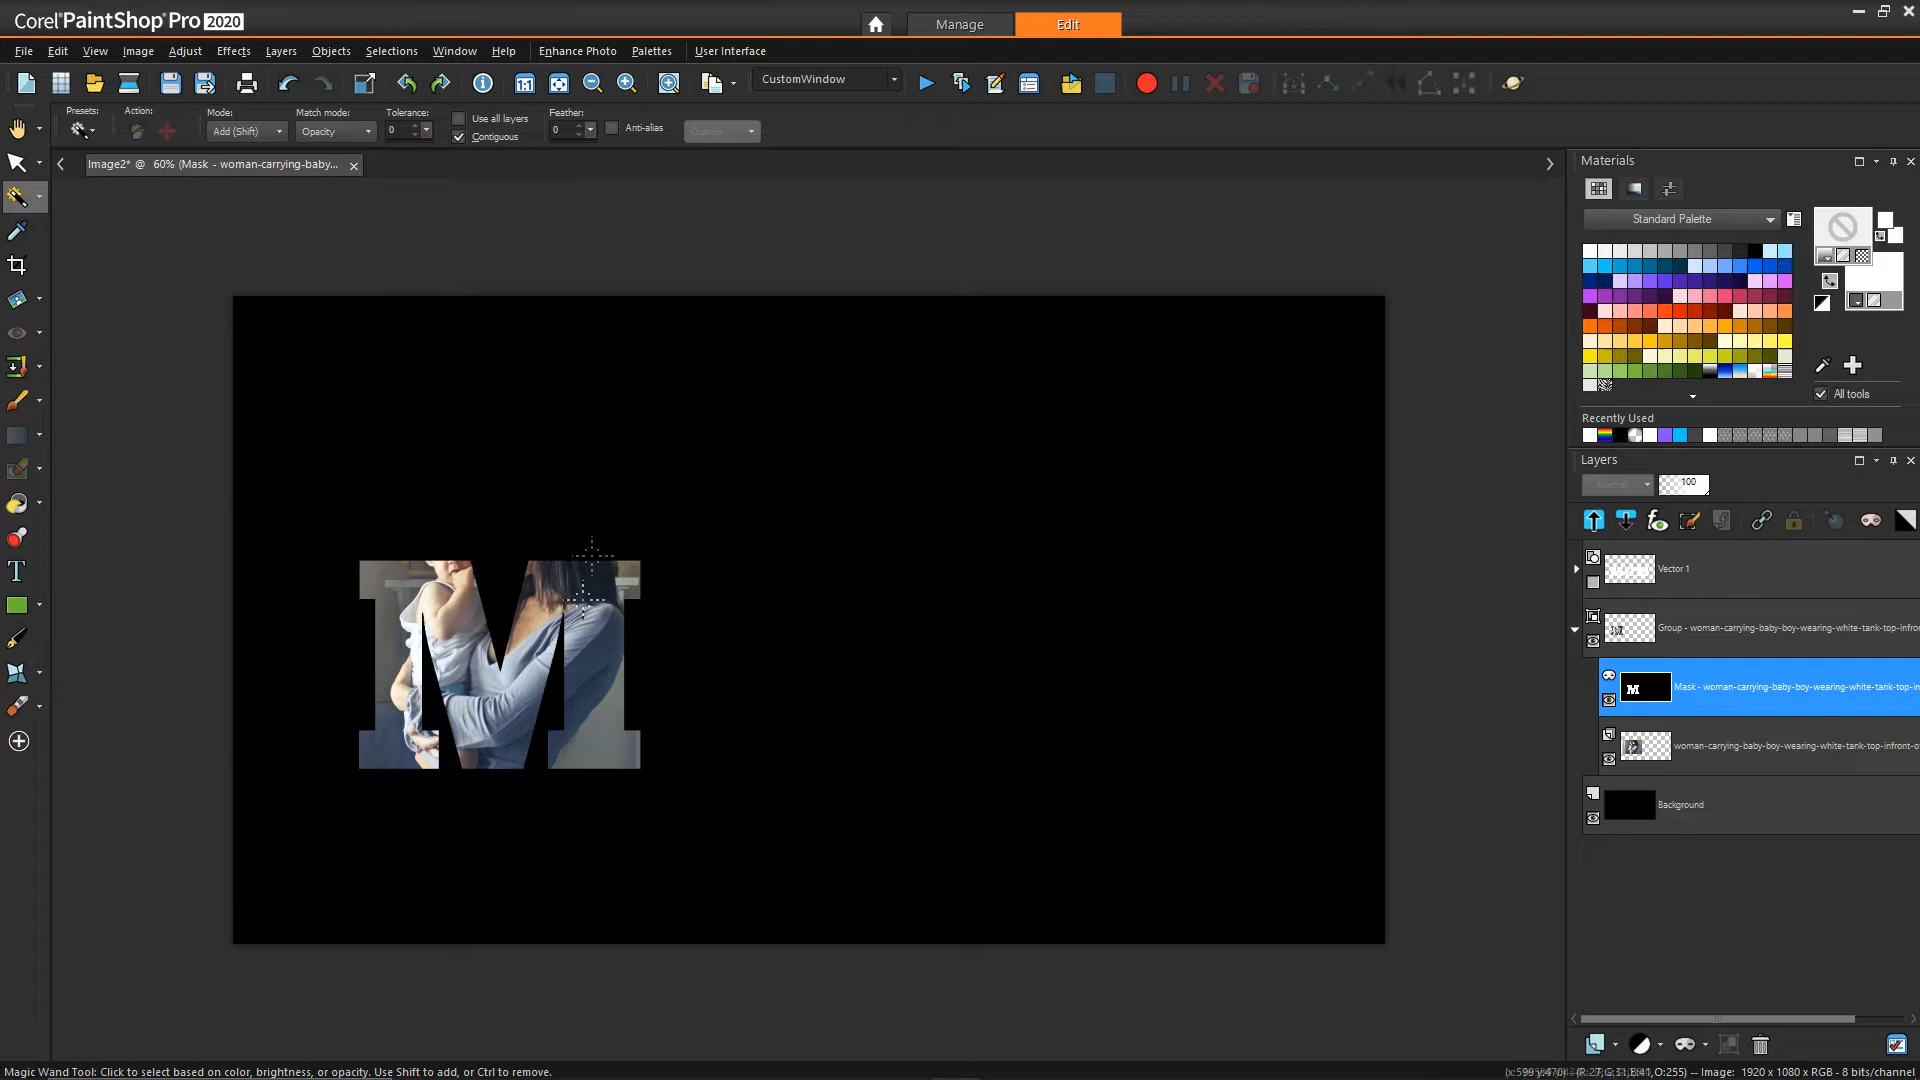 Corel PaintShop Pro 2020
Manage
Edit
File Edit View Image Adjust Effects Layers Objects Selections Window Help Enhance Photo Palettes User Interface
1:1
CustomWindow
Presets:
Action:
Mode:
Match mode:
Tolerance:
Use all layers
Feather:
Anti-alias
Add (Shift)
Opacity
0
Contiguous
0
Outside
Image2* @ 60% (Mask - woman-carrying-baby...
Materials
Standard Palette
All tools
Recently Used
Layers
Normal
100
Vector 1
Group - woman-carrying-baby-boy-wearing-white-tank-top-infron
Mask - woman-carrying-baby-boy-wearing-white-tank-top-in
woman-carrying-baby-boy-wearing-white-tank-top-infront-o
Background
M
Magic Wand Tool: Click to select based on color, brightness, or opacity. Use Shift to add, or Ctrl to remove.
-- Image: 1920 x 1080 x RGB - 8 bits/channel